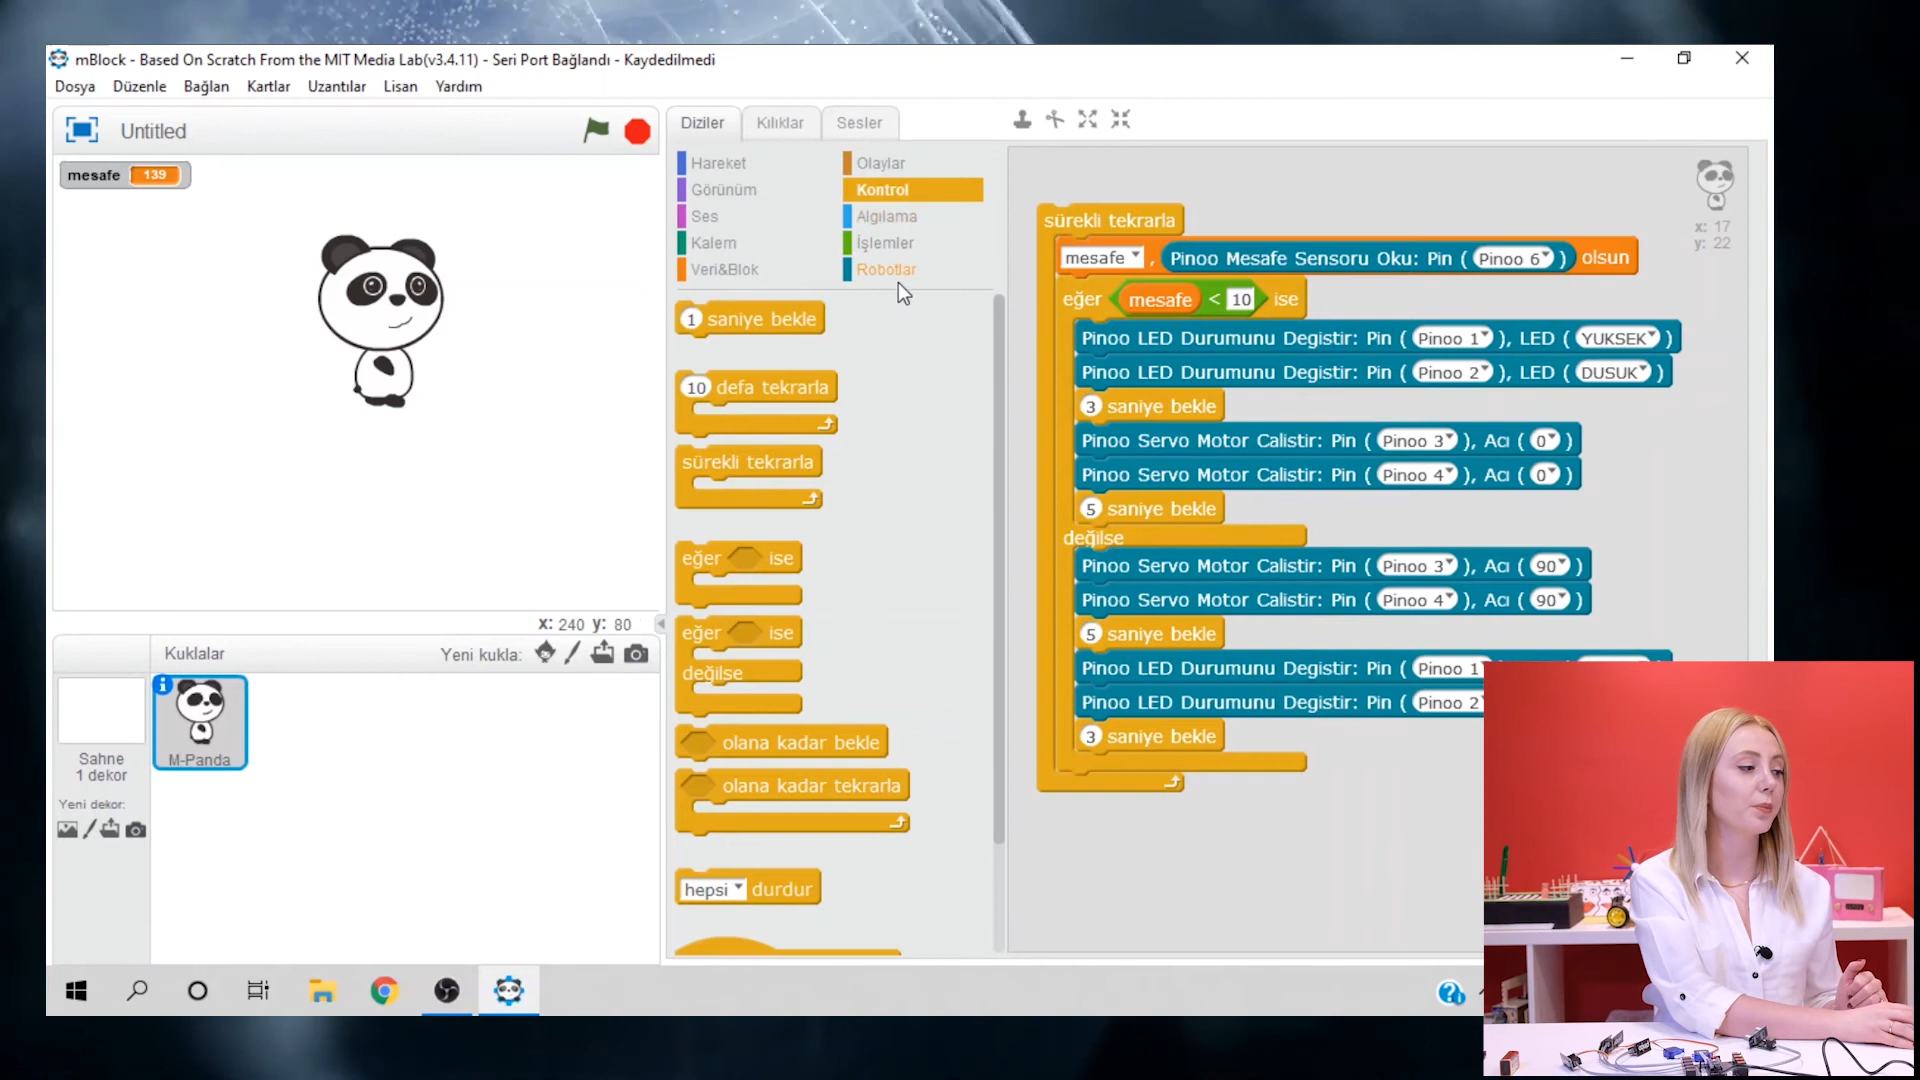 mBlock - Based On Scratch From the MIT Media Lab(v3.4.11) - Seri Port Bağlandı - Kaydedilmedi
Dosya Düzenle Bağlan Kartlar Uzantılar Lisan Yardım
Untitled
mesafe 139
x: 240 y: 80
Kuklalar
Yeni kukla:
Sahne
1 dekor
Yeni dekor:
M-Panda
Diziler Kılıklar Sesler
Hareket Olaylar
Görünüm Kontrol
Ses Algılama
Kalem İşlemler
Veri&Blok Robotlar
1 saniye bekle
10 defa tekrarla
sürekli tekrarla
eğer ise
eğer ise
değilse
olana kadar bekle
olana kadar tekrarla
hepsi durdur
x: 17
y: 22
sürekli tekrarla
mesafe , Pinoo Mesafe Sensoru Oku: Pin ( Pinoo 6 ) olsun
eğer mesafe < 10 ise
Pinoo LED Durumunu Degistir: Pin ( Pinoo 1 ), LED ( YUKSEK )
Pinoo LED Durumunu Degistir: Pin ( Pinoo 2 ), LED ( DUSUK )
3 saniye bekle
Pinoo Servo Motor Calistir: Pin ( Pinoo 3 ), Acı ( 0 )
Pinoo Servo Motor Calistir: Pin ( Pinoo 4 ), Acı ( 0 )
5 saniye bekle
değilse
Pinoo Servo Motor Calistir: Pin ( Pinoo 3 ), Acı ( 90 )
Pinoo Servo Motor Calistir: Pin ( Pinoo 4 ), Acı ( 90 )
5 saniye bekle
Pinoo LED Durumunu Degistir: Pin ( Pinoo 1
Pinoo LED Durumunu Degistir: Pin ( Pinoo 2
3 saniye bekle